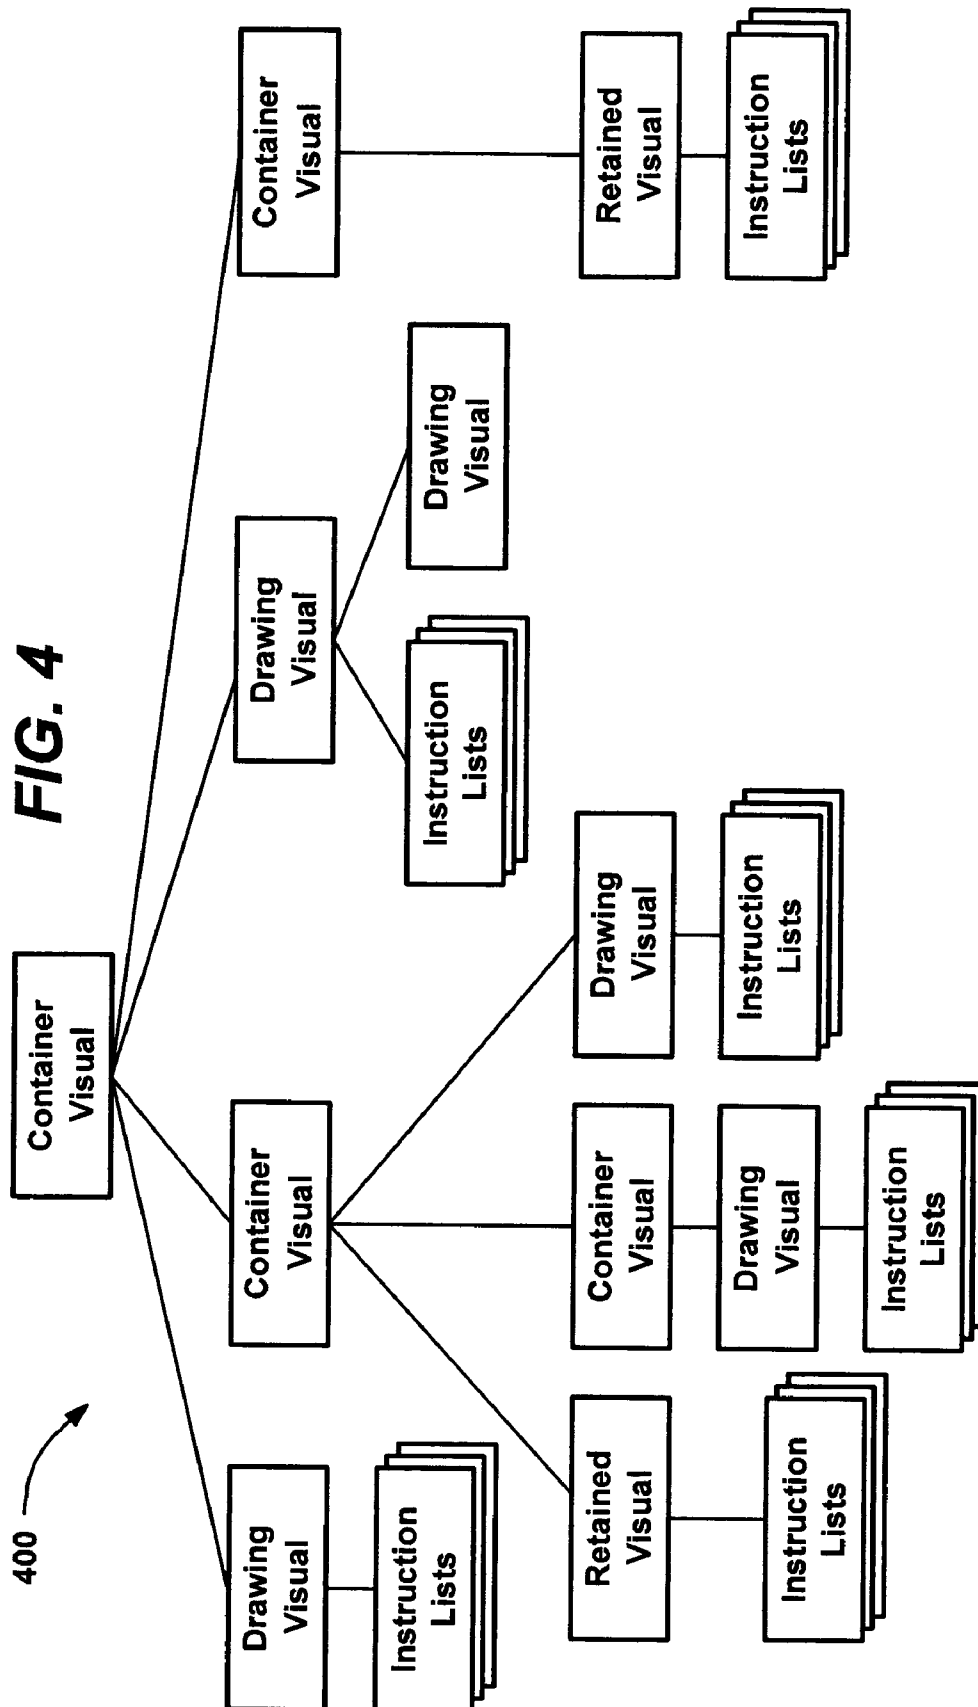 FIG. 4
400
Container
Visual
Drawing
Visual
Container
Visual
Drawing
Visual
Container
Visual
Instruction
Lists
Instruction
Lists
Drawing
Visual
Retained
Visual
Container
Visual
Drawing
Visual
Retained
Visual
Instruction
Lists
Drawing
Visual
Instruction
Lists
Instruction
Lists
Instruction
Lists